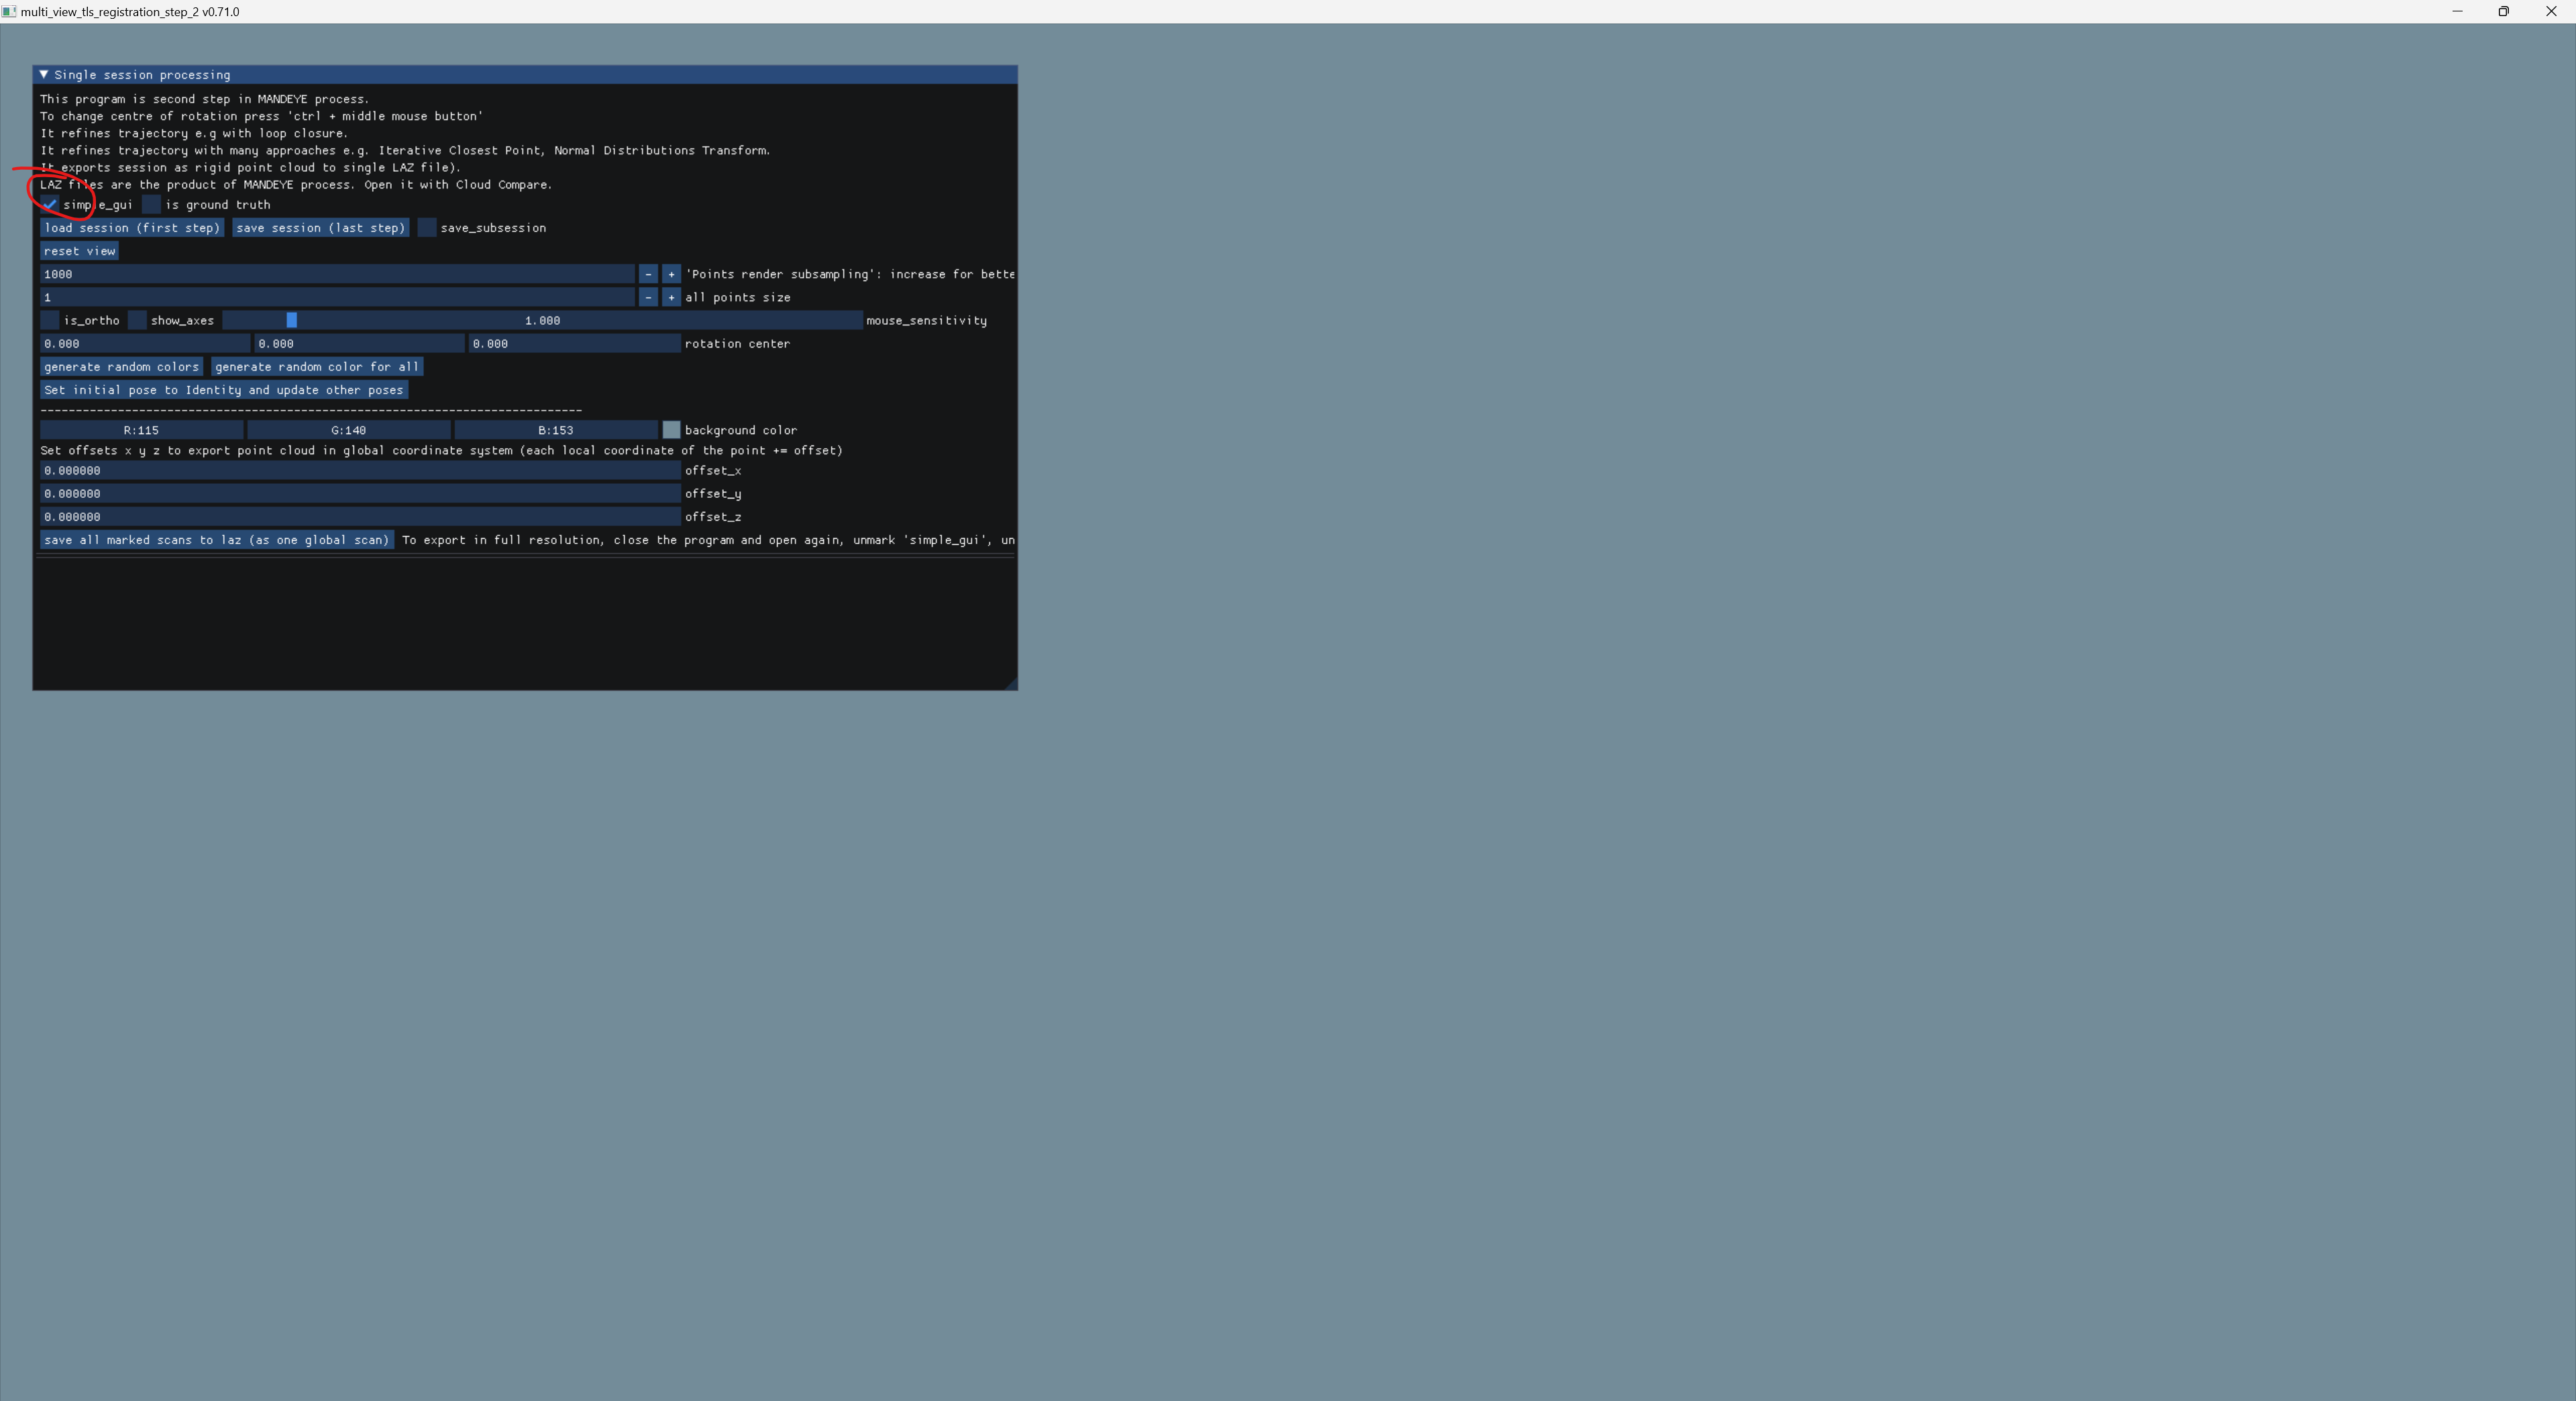 multi_view_tls_registration_step_2 v0.71.0
Single session processing
This program is second step in MANDEYE process.
To change centre of rotation press 'ctrl + middle mouse button'
It refines trajectory e.g with loop closure.
It refines trajectory with many approaches e.g. Iterative Closest Point, Normal Distributions Transform.
It exports session as rigid point cloud to single LAZ file).
LAZ files are the product of MANDEYE process. Open it with Cloud Compare.
simple_gui is ground truth
load session (first step) save session (last step) save_subsession
reset view
1000 - + 'Points render subsampling': increase for bette
1 - + all points size
is_ortho show_axes 1.000 mouse_sensitivity
0.000 0.000 0.000 rotation center
generate random colors generate random color for all
Set initial pose to Identity and update other poses
-----------------------------------------------------------------------------
R:115 G:140 B:153 background color
Set offsets x y z to export point cloud in global coordinate system (each local coordinate of the point += offset)
0.000000 offset_x
0.000000 offset_y
0.000000 offset_z
save all marked scans to laz (as one global scan) To export in full resolution, close the program and open again, unmark 'simple_gui', un